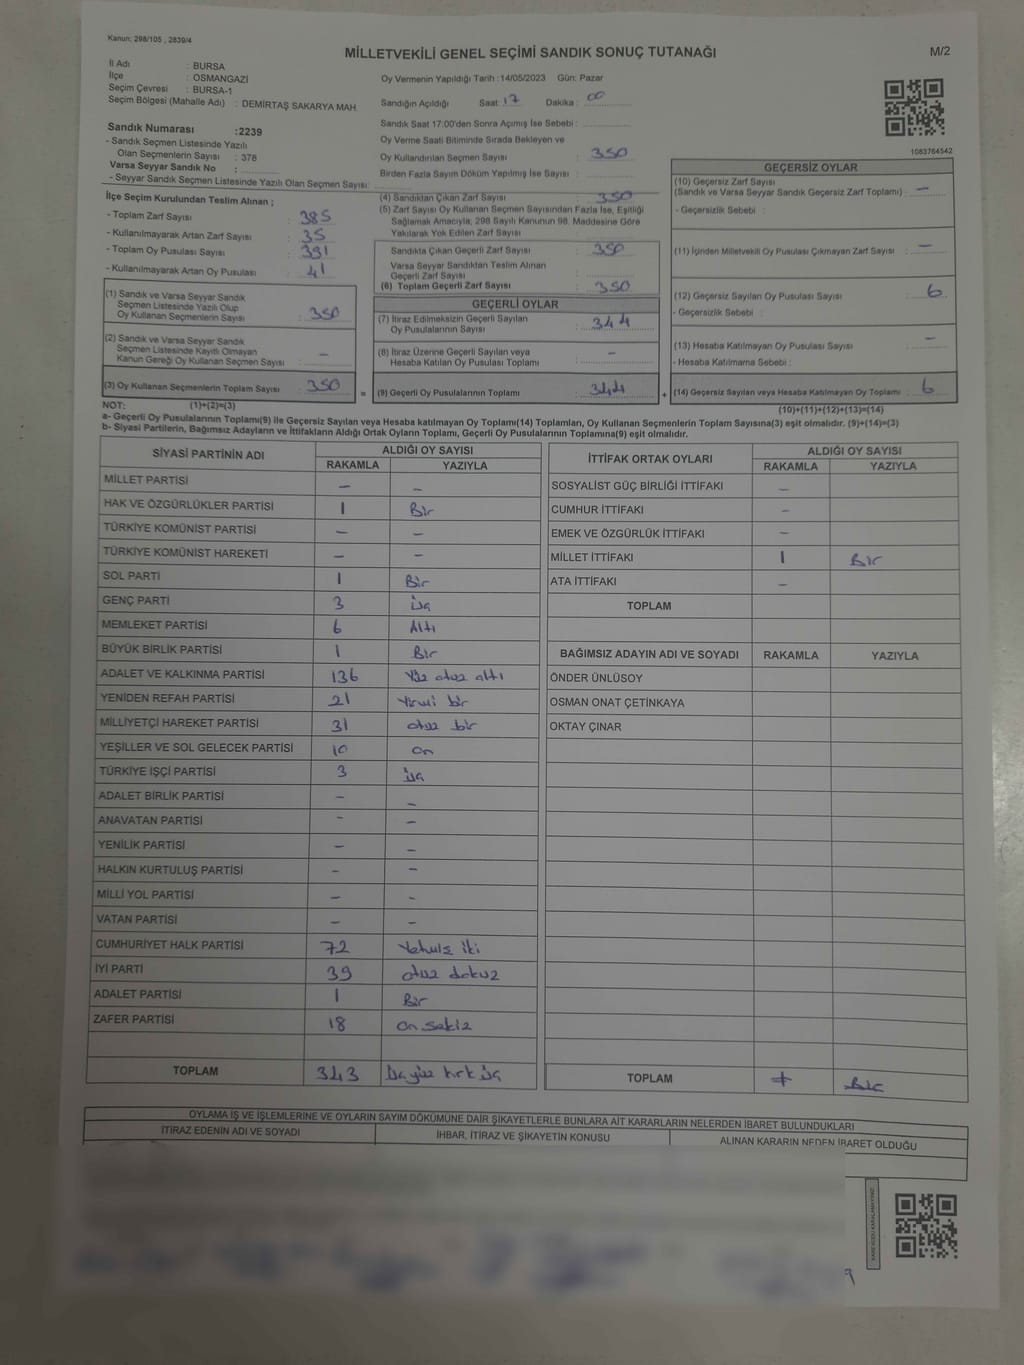 Kanun: 298/105 , 2839/4
MİLLETVEKİLİ GENEL SEÇİMİ SANDIK SONUÇ TUTANAĞI
M/2
İl Adı : BURSA
İlçe : OSMANGAZİ
Seçim Çevresi : BURSA-1
Seçim Bölgesi (Mahalle Adı) : DEMİRTAŞ SAKARYA MAH.
Sandık Numarası :2239
- Sandık Seçmen Listesinde Yazılı
Olan Seçmenlerin Sayısı : 378
Varsa Seyyar Sandık No :
- Seyyar Sandık Seçmen Listesinde Yazılı Olan Seçmen Sayısı:
Oy Vermenin Yapıldığı Tarih :14/05/2023 Gün: Pazar
Sandığın Açıldığı Saat: 17 Dakika : 00
Sandık Saat 17:00'den Sonra Açımış İse Sebebi :
Oy Verme Saati Bitiminde Sırada Bekleyen ve
Oy Kullandırılan Seçmen Sayısı : 350
Birden Fazla Sayım Döküm Yapılmış İse Sayısı :
1083764542
İlçe Seçim Kurulundan Teslim Alınan ;
- Toplam Zarf Sayısı : 385
- Kullanılmayarak Artan Zarf Sayısı : 35
- Toplam Oy Pusulası Sayısı : 391
- Kullanılmayarak Artan Oy Pusulası : 41
(1) Sandık ve Varsa Seyyar Sandık
Seçmen Listesinde Yazılı Olup
Oy Kullanan Seçmenlerin Sayısı : 350
(2) Sandık ve Varsa Seyyar Sandık
Seçmen Listesinde Kayıtlı Olmayan
Kanun Gereği Oy Kullanan Seçmen Sayısı : -
(3) Oy Kullanan Seçmenlerin Toplam Sayısı : 350
(1)+(2)=(3)
(4) Sandıktan Çıkan Zarf Sayısı : 350
(5) Zarf Sayısı Oy Kullanan Seçmen Sayısından Fazla İse, Eşitliği
Sağlamak Amacıyla, 298 Sayılı Kanunun 98. Maddesine Göre
Yakılarak Yok Edilen Zarf Sayısı :
Sandıkta Çıkan Geçerli Zarf Sayısı : 350
Varsa Seyyar Sandıktan Teslim Alınan
Geçerli Zarf Sayısı :
(6) Toplam Geçerli Zarf Sayısı : 350
GEÇERLİ OYLAR
(7) İtiraz Edilmeksizin Geçerli Sayılan
Oy Pusulalarının Sayısı : 344
(8) İtiraz Üzerine Geçerli Sayılan veya
Hesaba Katılan Oy Pusulası Toplamı : -
= (9) Geçerli Oy Pusulalarının Toplamı : 344 +
GEÇERSİZ OYLAR
(10) Geçersiz Zarf Sayısı
(Sandık ve Varsa Seyyar Sandık Geçersiz Zarf Toplamı) : -
- Geçersizlik Sebebi :
(11) İçinden Milletvekili Oy Pusulası Çıkmayan Zarf Sayısı : -
(12) Geçersiz Sayılan Oy Pusulası Sayısı : 6
- Geçersizlik Sebebi :
(13) Hesaba Katılmayan Oy Pusulası Sayısı : -
- Hesaba Katılmama Sebebi :
(14) Geçersiz Sayılan veya Hesaba Katılmayan Oy Toplamı : 6
(10)+(11)+(12)+(13)=(14)
NOT:
a- Geçerli Oy Pusulalarının Toplamı(9) ile Geçersiz Sayılan veya Hesaba katılmayan Oy Toplamı(14) Toplamları, Oy Kullanan Seçmenlerin Toplam Sayısına(3) eşit olmalıdır. (9)+(14)=(3)
b- Siyasi Partilerin, Bağımsız Adayların ve İttifakların Aldığı Ortak Oyların Toplamı, Geçerli Oy Pusulalarının Toplamına(9) eşit olmalıdır.
SİYASİ PARTİNİN ADI ALDIĞI OY SAYISI
RAKAMLA YAZIYLA
MİLLET PARTİSİ - -
HAK VE ÖZGÜRLÜKLER PARTİSİ 1 Bir
TÜRKİYE KOMÜNİST PARTİSİ - -
TÜRKİYE KOMÜNİST HAREKETİ - -
SOL PARTİ 1 Bir
GENÇ PARTİ 3 üç
MEMLEKET PARTİSİ 6 Altı
BÜYÜK BİRLİK PARTİSİ 1 Bir
ADALET VE KALKINMA PARTİSİ 136 Yüz otuz altı
YENİDEN REFAH PARTİSİ 21 Yirmi bir
MİLLİYETÇİ HAREKET PARTİSİ 31 otuz bir
YEŞİLLER VE SOL GELECEK PARTİSİ 10 On
TÜRKİYE İŞÇİ PARTİSİ 3 üç
ADALET BİRLİK PARTİSİ - -
ANAVATAN PARTİSİ - -
YENİLİK PARTİSİ - -
HALKIN KURTULUŞ PARTİSİ - -
MİLLİ YOL PARTİSİ - -
VATAN PARTİSİ - -
CUMHURİYET HALK PARTİSİ 72 Yetmiş iki
İYİ PARTİ 39 otuz dokuz
ADALET PARTİSİ 1 Bir
ZAFER PARTİSİ 18 on sekiz
TOPLAM 343 üçyüz kırk üç
İTTİFAK ORTAK OYLARI ALDIĞI OY SAYISI
RAKAMLA YAZIYLA
SOSYALİST GÜÇ BİRLİĞİ İTTİFAKI -
CUMHUR İTTİFAKI -
EMEK VE ÖZGÜRLÜK İTTİFAKI -
MİLLET İTTİFAKI 1 Bir
ATA İTTİFAKI -
TOPLAM
BAĞIMSIZ ADAYIN ADI VE SOYADI RAKAMLA YAZIYLA
ÖNDER ÜNLÜSOY
OSMAN ONAT ÇETİNKAYA
OKTAY ÇINAR
TOPLAM Bir
OYLAMA İŞ VE İŞLEMLERİNE VE OYLARIN SAYIM DÖKÜMÜNE DAİR ŞİKAYETLERLE BUNLARA AİT KARARLARIN NELERDEN İBARET BULUNDUKLARI
İTİRAZ EDENİN ADI VE SOYADI İHBAR, İTİRAZ VE ŞİKAYETİN KONUSU ALINAN KARARIN NEDEN İBARET OLDUĞU
KARE KODU KARALAMAYINIZ